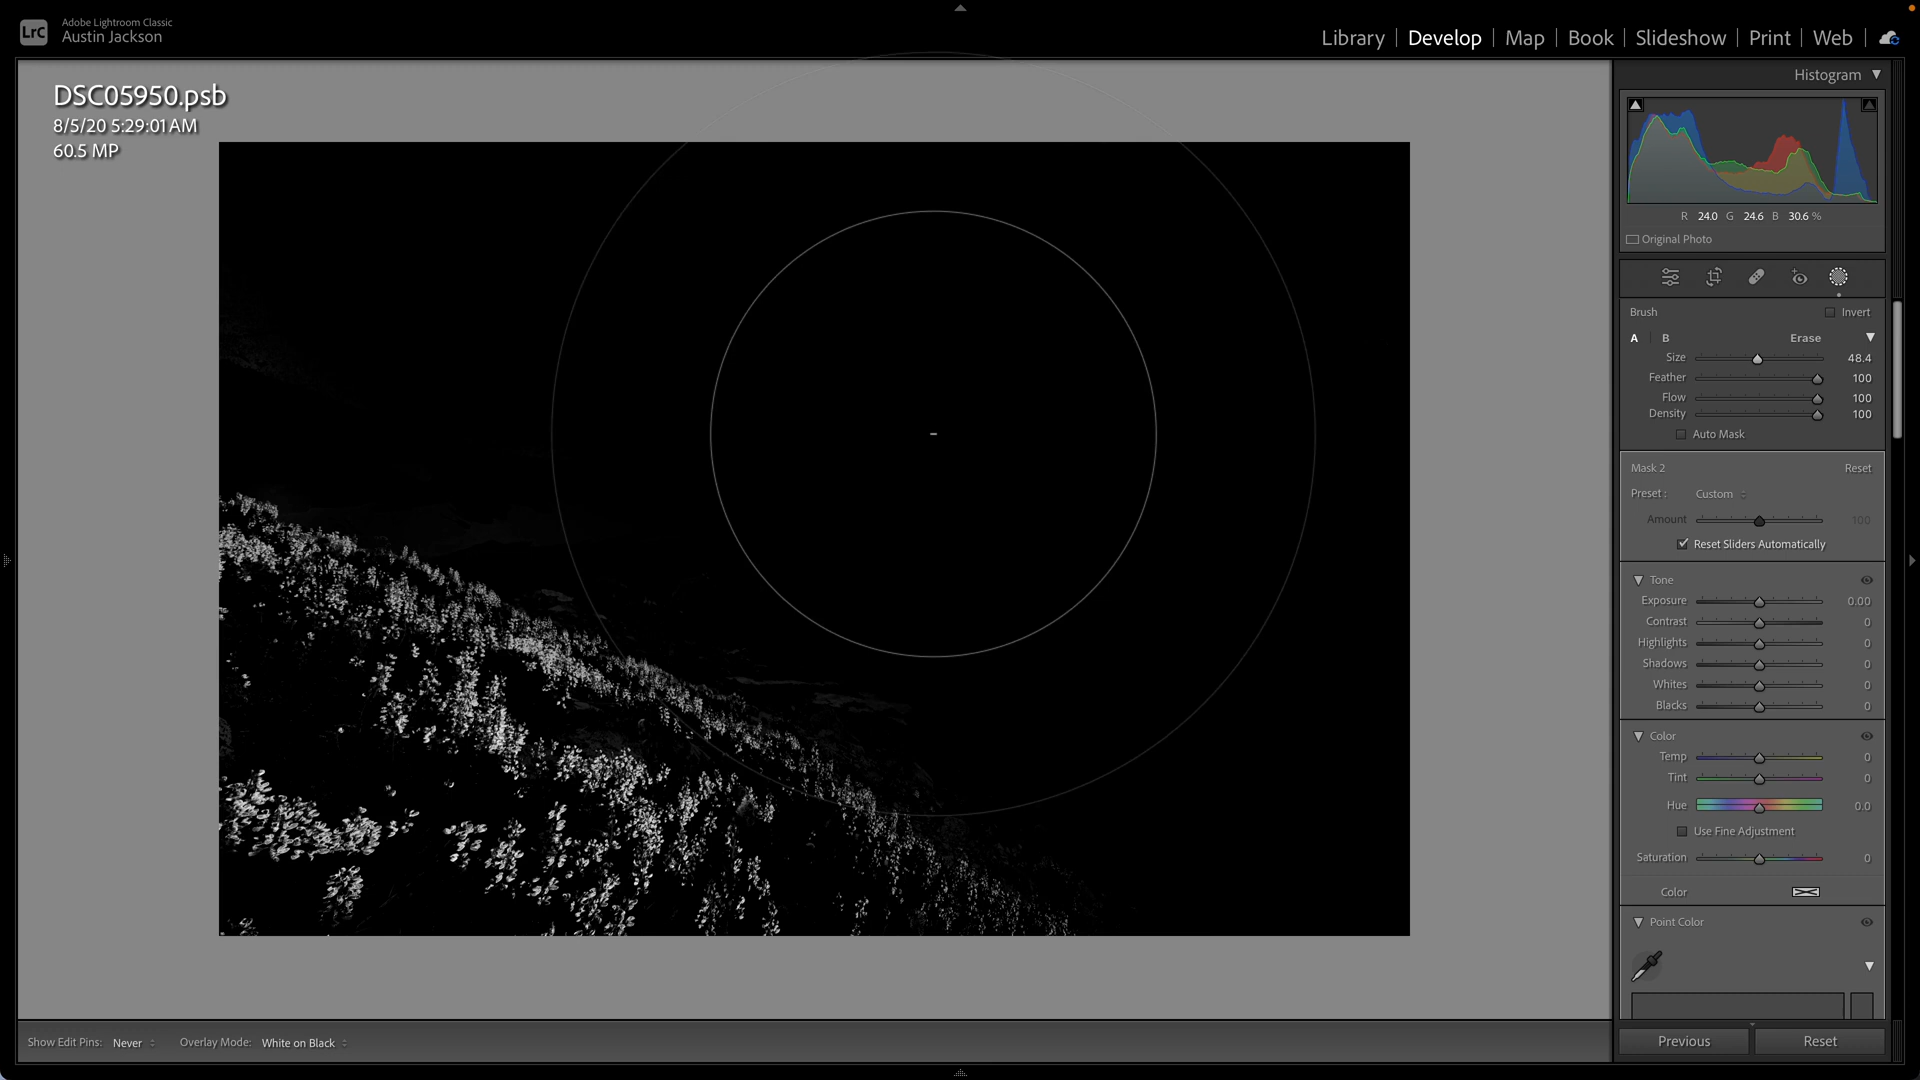 LrC
Adobe Lightroom Classic
Austin Jackson
Library | Develop | Map | Book | Slideshow | Print | Web
DSC05950.psb
8/5/20 5:29:01 AM
60.5 MP
Histogram
R 24.0 G 24.6 B 30.6 %
Original Photo
Brush Invert
A | B Erase
Size 48.4
Feather 100
Flow 100
Density 100
Auto Mask
Mask 2 Reset
Preset: Custom
Amount 100
Reset Sliders Automatically
Tone
Exposure 0.00
Contrast 0
Highlights 0
Shadows 0
Whites 0
Blacks 0
Color
Temp 0
Tint 0
Hue 0.0
Use Fine Adjustment
Saturation 0
Color
Point Color
Show Edit Pins: Never Overlay Mode: White on Black
Previous Reset